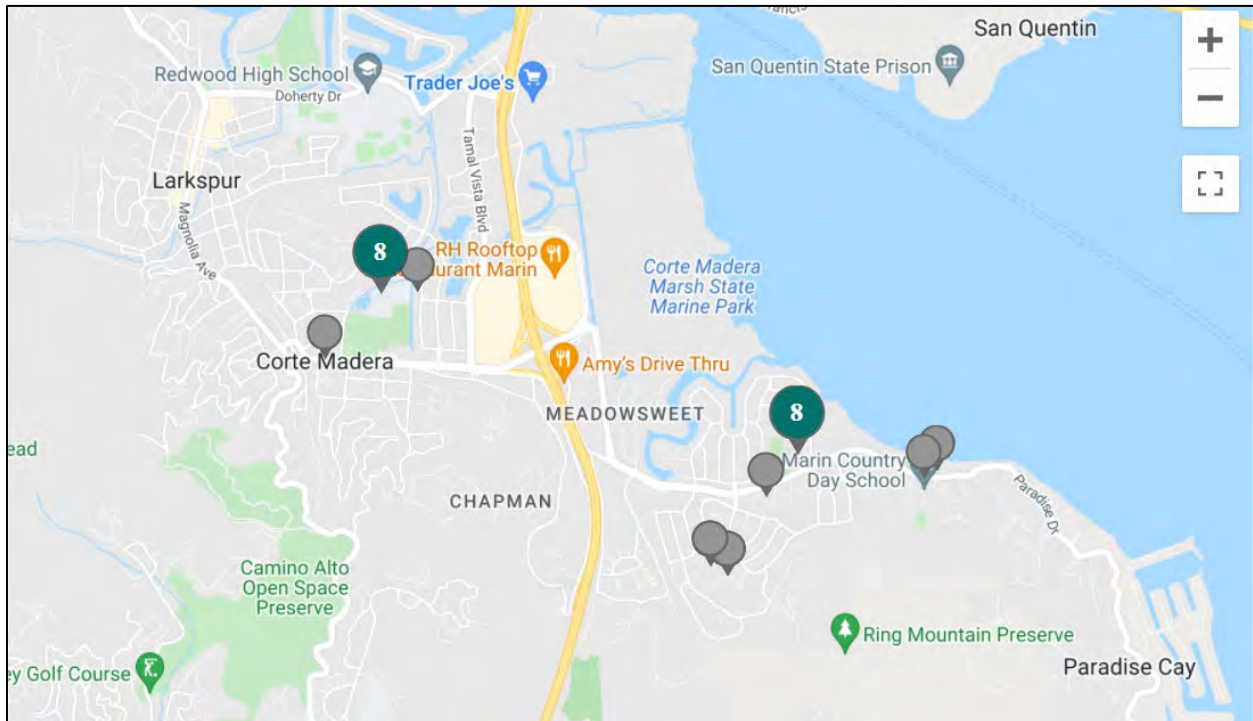 San Quentin
San Quentin State Prison
Redwood High School
Doherty Dr
Trader Joe's
Tamal Vista Blvd
Larkspur
Magnolia Ave
8
RH Rooftop
urant Marin
Corte Madera
Marsh State
Marine Park
Corte Madera
Amy's Drive Thru
MEADOWSWEET
8
Marin Country
Day School
Paradise Dr
CHAPMAN
ead
Camino Alto
Open Space
Preserve
Ring Mountain Preserve
Paradise Cay
ey Golf Course